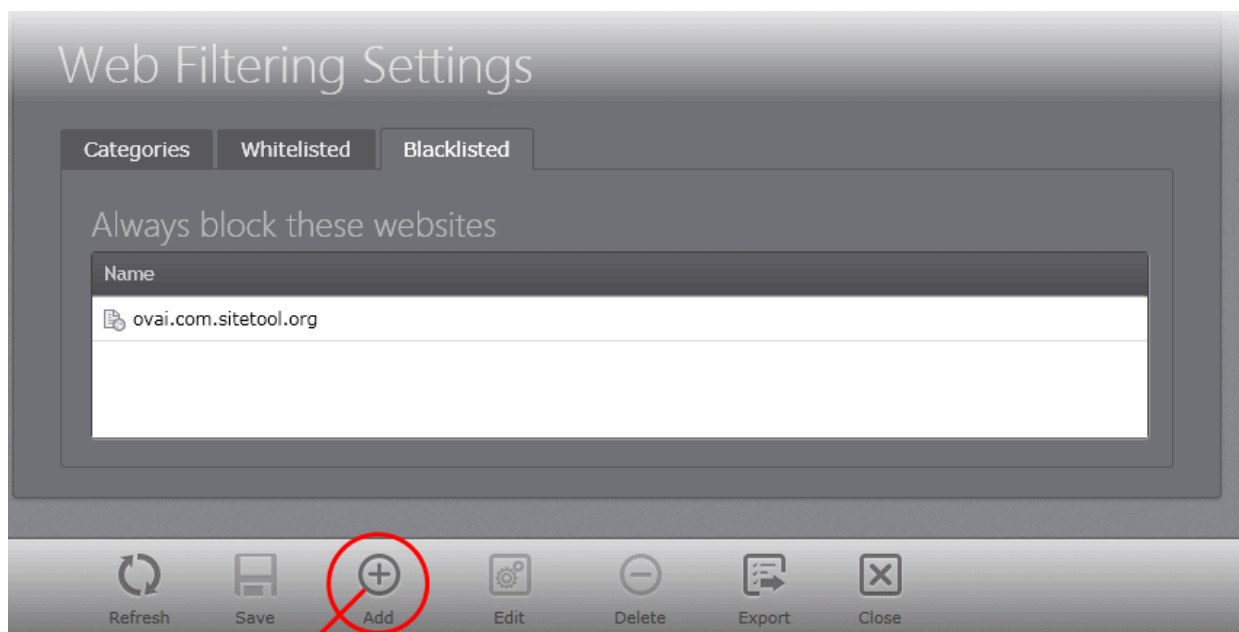 Web Filtering Settings
Categories Whitelisted Blacklisted
Always block these websites
Name
ovai.com.sitetool.org
Refresh Save Add Edit Delete Export Close